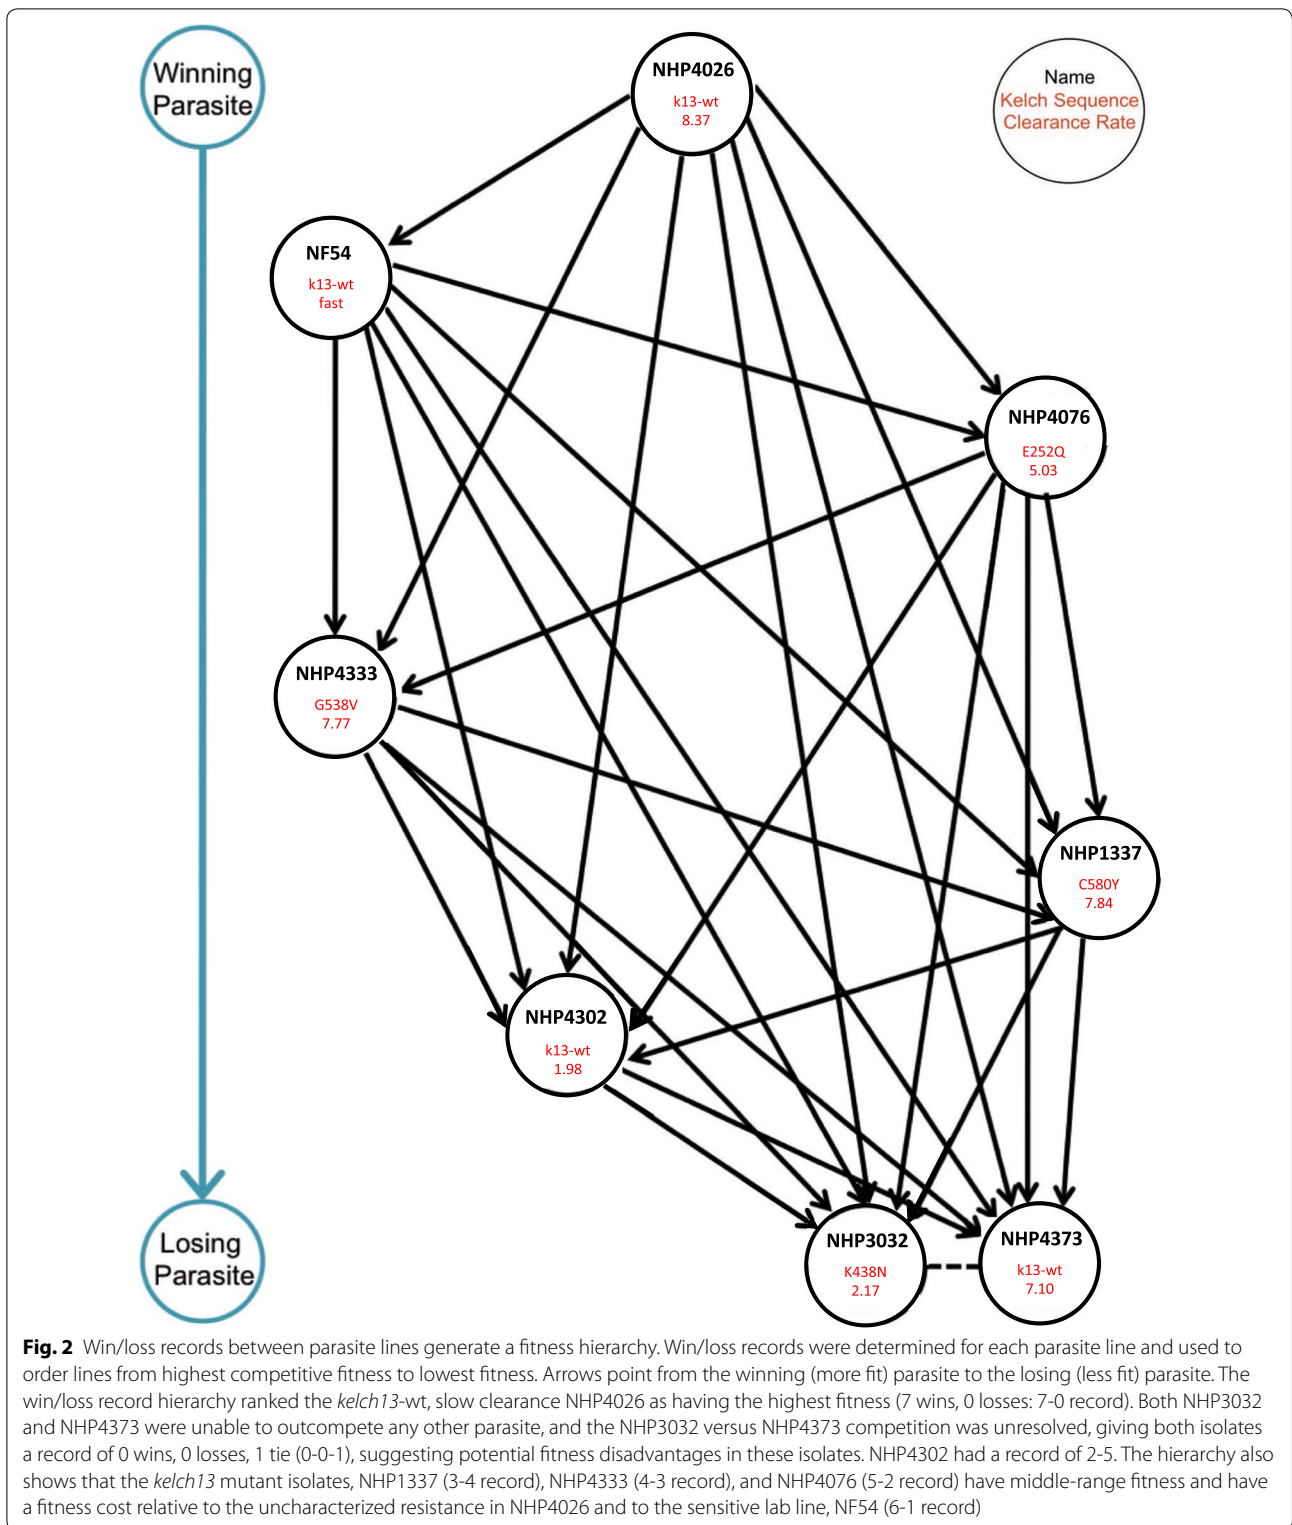 Winning
Parasite
NHP4026
k13-wt
8.37
Name
Kelch Sequence
Clearance Rate
NF54
k13-wt
fast
NHP4076
E252Q
5.03
NHP4333
G538V
7.77
NHP1337
C580Y
7.84
NHP4302
k13-wt
1.98
Losing
Parasite
NHP3032
K438N
2.17
NHP4373
k13-wt
7.10
Fig. 2 Win/loss records between parasite lines generate a fitness hierarchy. Win/loss records were determined for each parasite line and used to
order lines from highest competitive fitness to lowest fitness. Arrows point from the winning (more fit) parasite to the losing (less fit) parasite. The
win/loss record hierarchy ranked the kelch13-wt, slow clearance NHP4026 as having the highest fitness (7 wins, 0 losses: 7-0 record). Both NHP3032
and NHP4373 were unable to outcompete any other parasite, and the NHP3032 versus NHP4373 competition was unresolved, giving both isolates
a record of 0 wins, 0 losses, 1 tie (0-0-1), suggesting potential fitness disadvantages in these isolates. NHP4302 had a record of 2-5. The hierarchy also
shows that the kelch13 mutant isolates, NHP1337 (3-4 record), NHP4333 (4-3 record), and NHP4076 (5-2 record) have middle-range fitness and have
a fitness cost relative to the uncharacterized resistance in NHP4026 and to the sensitive lab line, NF54 (6-1 record)